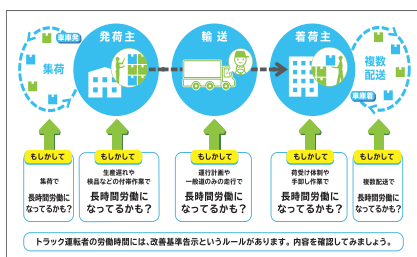 車庫発
集荷
発荷主
輸送
着荷主
複数
配送
車庫着
もしかして
集荷で
長時間労働に
なってるかも？
もしかして
生産遅れや
検品などの付帯作業で
長時間労働に
なってるかも？
もしかして
運行計画や
一般道のみの走行で
長時間労働に
なってるかも？
もしかして
荷受け体制や
手卸し作業で
長時間労働に
なってるかも？
もしかして
複数配送で
長時間労働に
なってるかも？
トラック運転者の労働時間には、改善基準告示というルールがあります。内容を確認してみましょう。